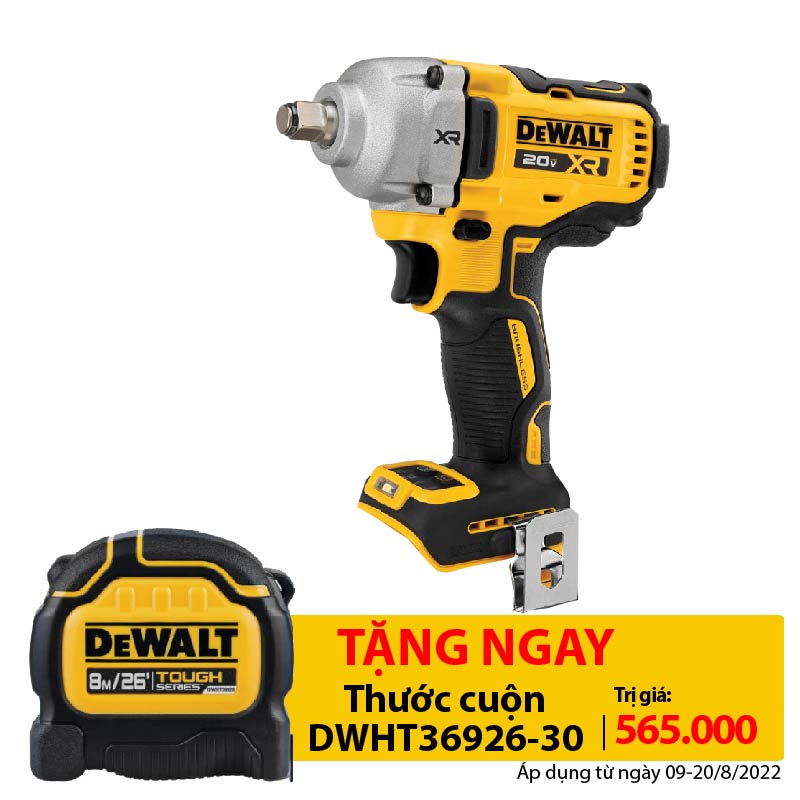 XR
DEWALT
20V XR
BRUSHLESS
DEWALT
8M/26' TOUGH
SERIES
TẶNG NGAY
Thước cuộn
DWHT36926-30
Trị giá:
565.000
Áp dụng từ ngày 09-20/8/2022